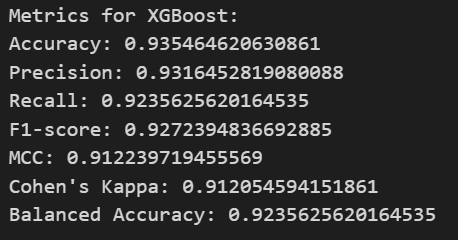 Metrics for XGBoost:
Accuracy: 0.935464620630861
Precision: 0.9316452819080088
Recall: 0.9235625620164535
F1-score: 0.9272394836692885
MCC: 0.912239719455569
Cohen's Kappa: 0.912054594151861
Balanced Accuracy: 0.9235625620164535